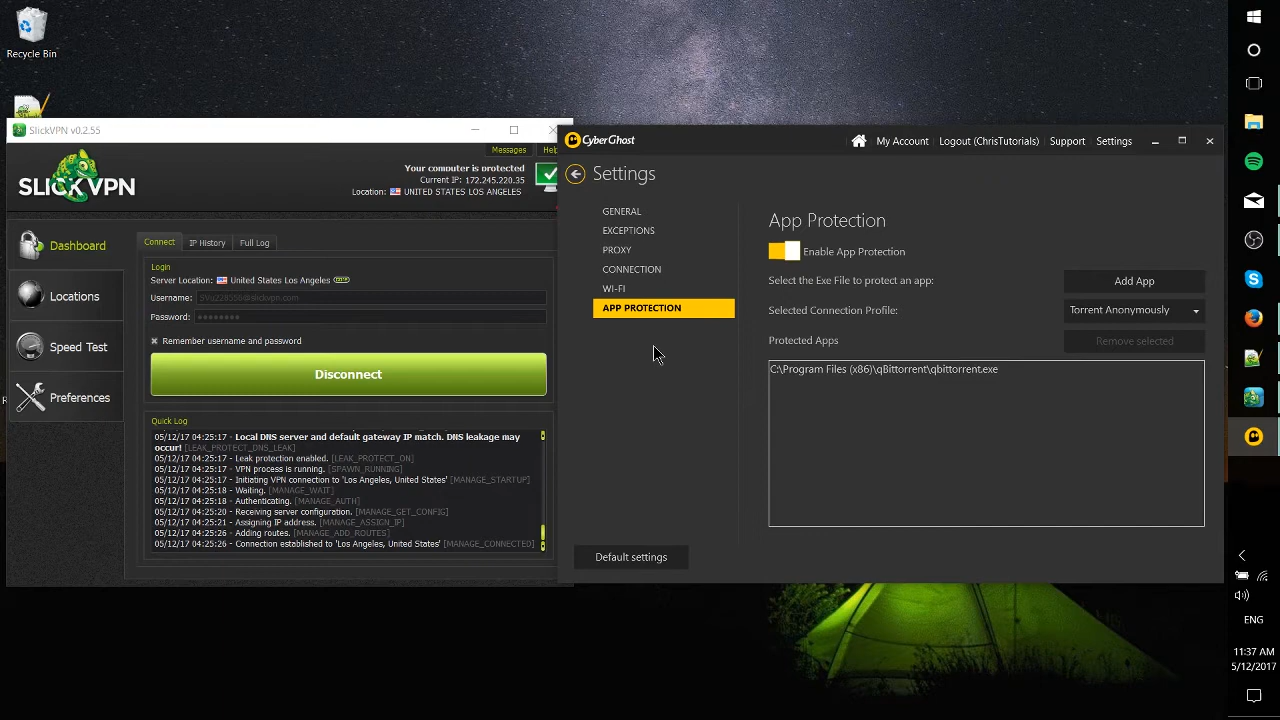 Recycle Bin
SlickVPN v0.2.55
Messages
Help
SLICK VPN
Your computer is protected
Current IP: 172.245.220.35
Location: UNITED STATES LOS ANGELES
Dashboard
Locations
Speed Test
Preferences
Connect
IP History
Full Log
Login
Server Location: United States Los Angeles
Username:
Password: ●●●●●●●●
Remember username and password
Disconnect
Quick Log
05/12/17 04:25:17 - Local DNS server and default gateway IP match. DNS leakage may
occur! [LEAK_PROTECT_DNS_LEAK]
05/12/17 04:25:17 - Leak protection enabled. [LEAK_PROTECT_ON]
05/12/17 04:25:17 - VPN process is running. [SPAWN_RUNNING]
05/12/17 04:25:17 - Initiating VPN connection to 'Los Angeles, United States' [MANAGE_STARTUP]
05/12/17 04:25:18 - Waiting. [MANAGE_WAIT]
05/12/17 04:25:18 - Authenticating. [MANAGE_AUTH]
05/12/17 04:25:20 - Receiving server configuration. [MANAGE_GET_CONFIG]
05/12/17 04:25:21 - Assigning IP address. [MANAGE_ASSIGN_IP]
05/12/17 04:25:26 - Adding routes. [MANAGE_ADD_ROUTES]
05/12/17 04:25:26 - Connection established to 'Los Angeles, United States' [MANAGE_CONNECTED]
CyberGhost
My Account
Logout (ChrisTutorials)
Support
Settings
Settings
GENERAL
EXCEPTIONS
PROXY
CONNECTION
WI-FI
APP PROTECTION
App Protection
Enable App Protection
Select the Exe File to protect an app:
Add App
Selected Connection Profile:
Torrent Anonymously
Protected Apps
Remove selected
C:\Program Files (x86)\qBittorrent\qbittorrent.exe
Default settings
ENG
11:37 AM
5/12/2017